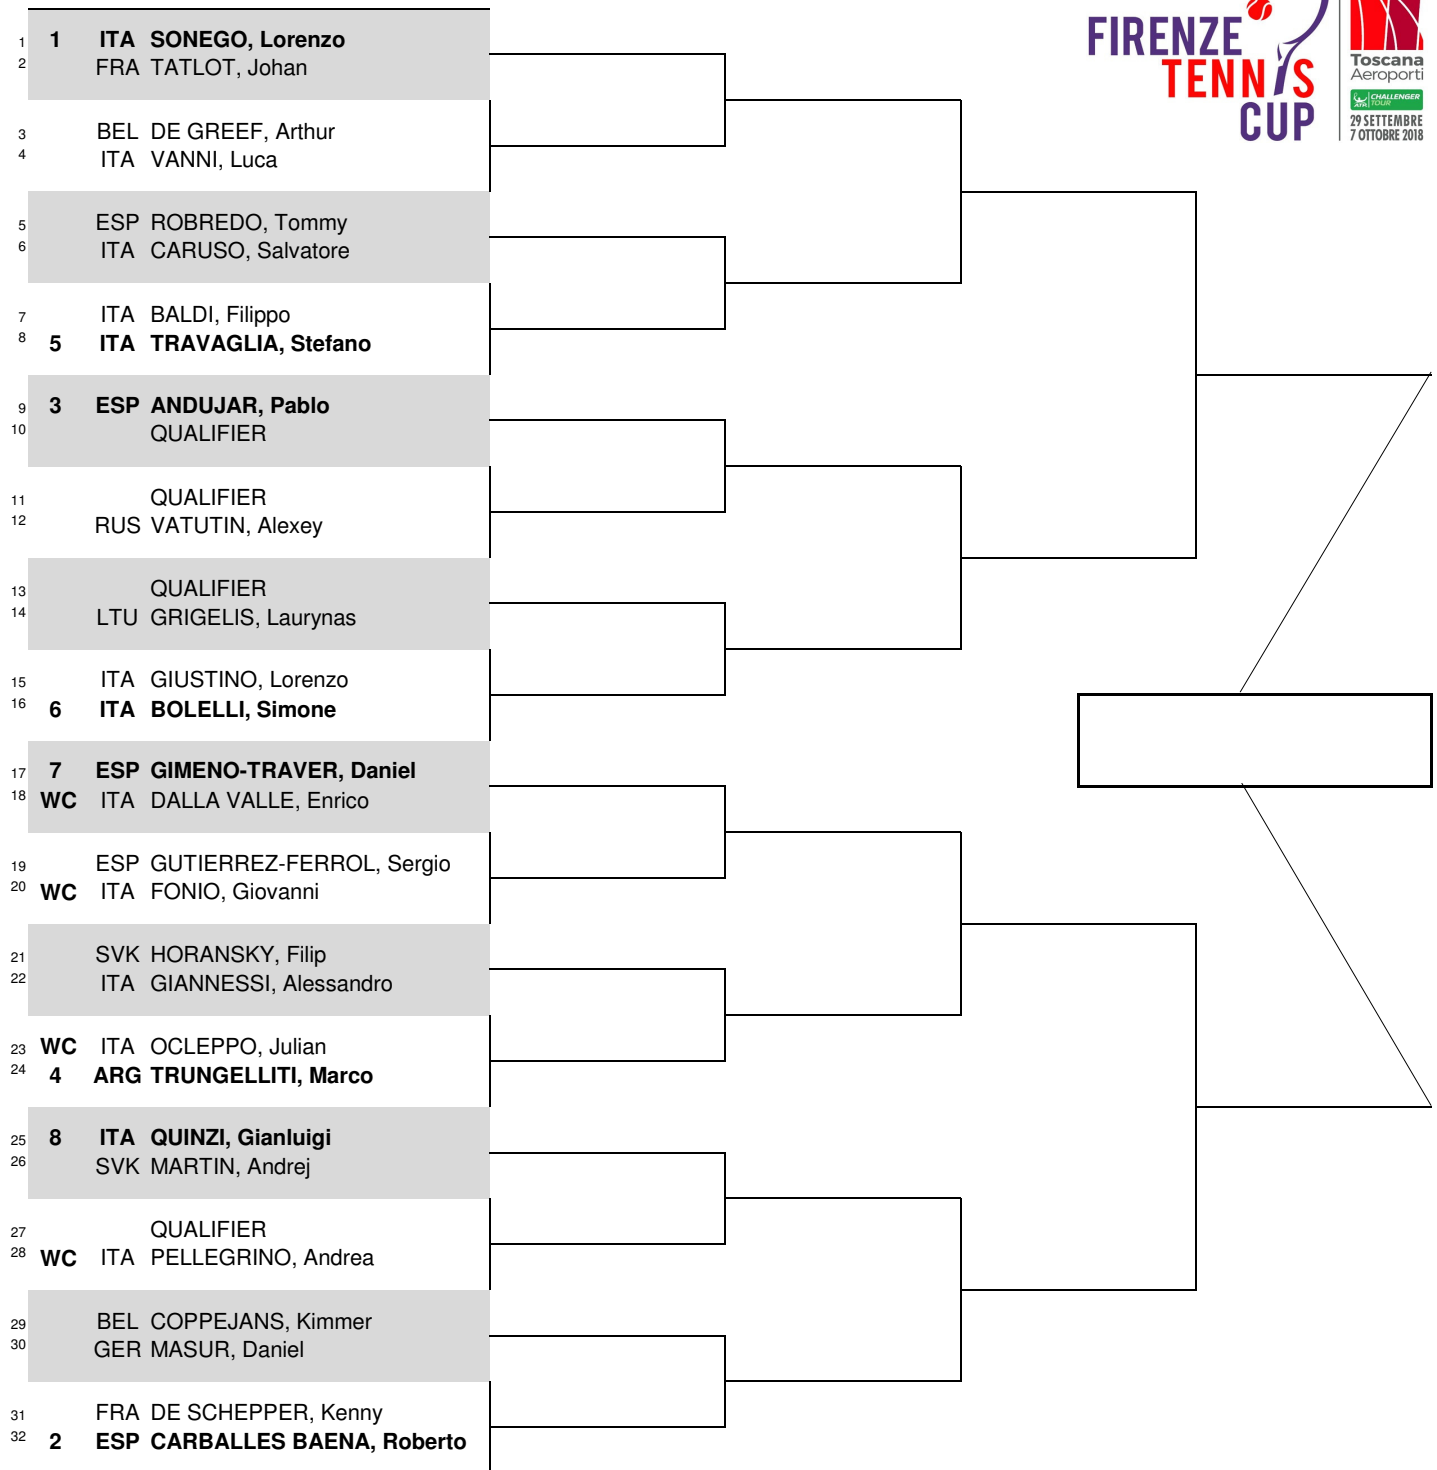 FIRENZE
TENNIS
CUP
Toscana
Aeroporti
ATP CHALLENGER
TOUR
29 SETTEMBRE
7 OTTOBRE 2018
1 1 ITA SONEGO, Lorenzo
2 FRA TATLOT, Johan
3 BEL DE GREEF, Arthur
4 ITA VANNI, Luca
5 ESP ROBREDO, Tommy
6 ITA CARUSO, Salvatore
7 ITA BALDI, Filippo
8 5 ITA TRAVAGLIA, Stefano
9 3 ESP ANDUJAR, Pablo
10 QUALIFIER
11 QUALIFIER
12 RUS VATUTIN, Alexey
13 QUALIFIER
14 LTU GRIGELIS, Laurynas
15 ITA GIUSTINO, Lorenzo
16 6 ITA BOLELLI, Simone
17 7 ESP GIMENO-TRAVER, Daniel
18 WC ITA DALLA VALLE, Enrico
19 ESP GUTIERREZ-FERROL, Sergio
20 WC ITA FONIO, Giovanni
21 SVK HORANSKY, Filip
22 ITA GIANNESSI, Alessandro
23 WC ITA OCLEPPO, Julian
24 4 ARG TRUNGELLITI, Marco
25 8 ITA QUINZI, Gianluigi
26 SVK MARTIN, Andrej
27 QUALIFIER
28 WC ITA PELLEGRINO, Andrea
29 BEL COPPEJANS, Kimmer
30 GER MASUR, Daniel
31 FRA DE SCHEPPER, Kenny
32 2 ESP CARBALLES BAENA, Roberto